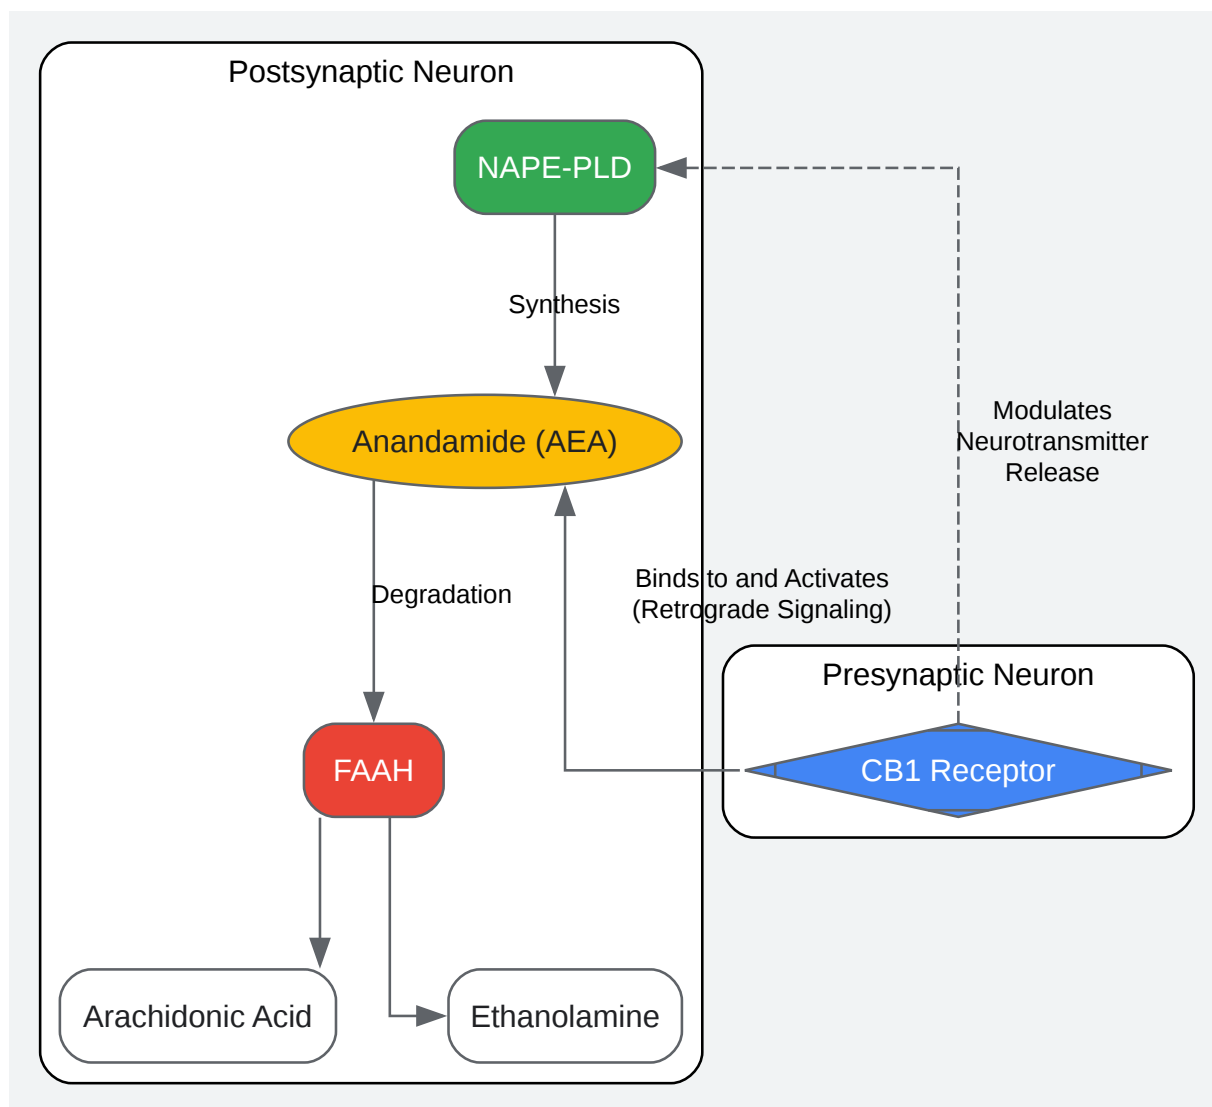 Postsynaptic Neuron
NAPE-PLD
Synthesis
Anandamide (AEA)
Modulates
Neurotransmitter
Release
Degradation
Binds to and Activates
(Retrograde Signaling)
Presynaptic Neuron
FAAH
CB1 Receptor
Arachidonic Acid
Ethanolamine